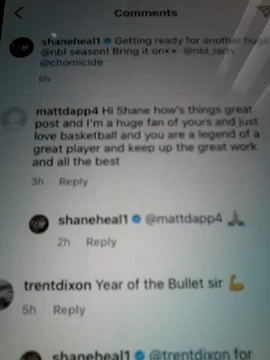 Comments
shaneheal1 Getting ready for another huge
@nbl season! Bring it on @nbl_larry
@chomicide
6h
mattdapp4 Hi Shane how's things great
post and I'm a huge fan of yours and just
love basketball and you are a legend of a
great player and keep up the great work
and all the best
3h Reply
shaneheal1 @mattdapp4 🙏
2h Reply
trentdixon Year of the Bullet sir 💪
5h Reply
shaneheal1 @trentdixon for